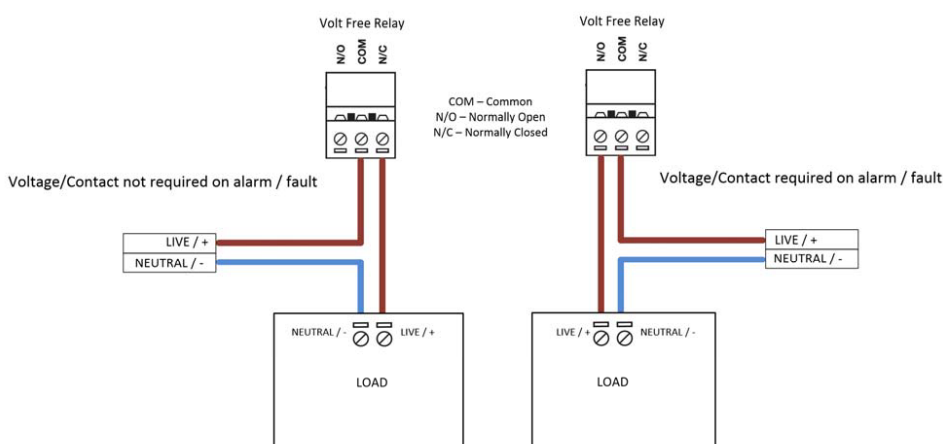 Volt Free Relay
N/O
COM
N/C
Voltage/Contact not required on alarm / fault
LIVE / +
NEUTRAL / -
NEUTRAL / -
LIVE / +
LOAD
COM – Common
N/O – Normally Open
N/C – Normally Closed
Volt Free Relay
N/O
COM
N/C
Voltage/Contact required on alarm / fault
LIVE / +
NEUTRAL / -
LIVE / +
NEUTRAL / -
LOAD